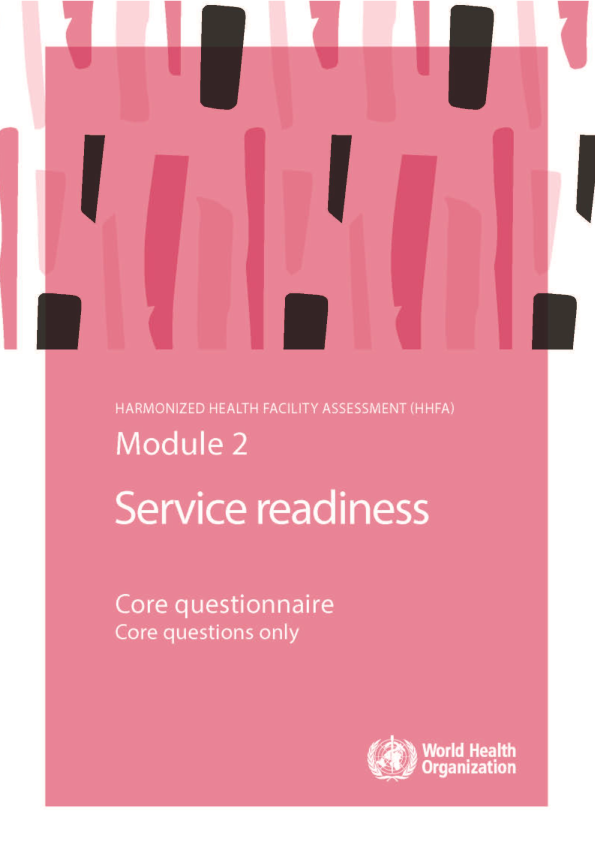 HARMONIZED HEALTH FACILITY ASSESSMENT (HHFA)
Module 2
Service readiness
Core questionnaire
Core questions only
World Health
Organization